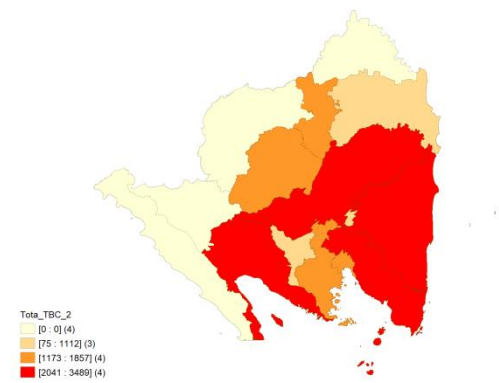 Tota_TBC_2
[0 : 0] (4)
[75 : 1112] (3)
[1173 : 1857] (4)
[2041 : 3489] (4)